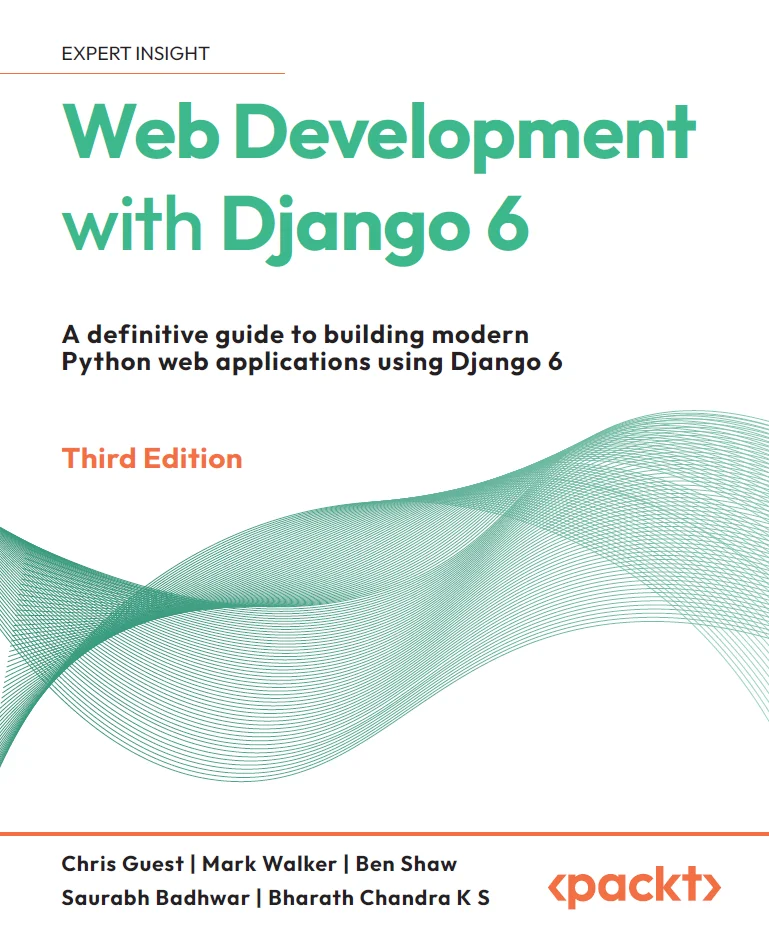 EXPERT INSIGHT
Web Development
with Django 6
A definitive guide to building modern
Python web applications using Django 6
Third Edition
Chris Guest | Mark Walker | Ben Shaw
Saurabh Badhwar | Bharath Chandra K S
<packt>